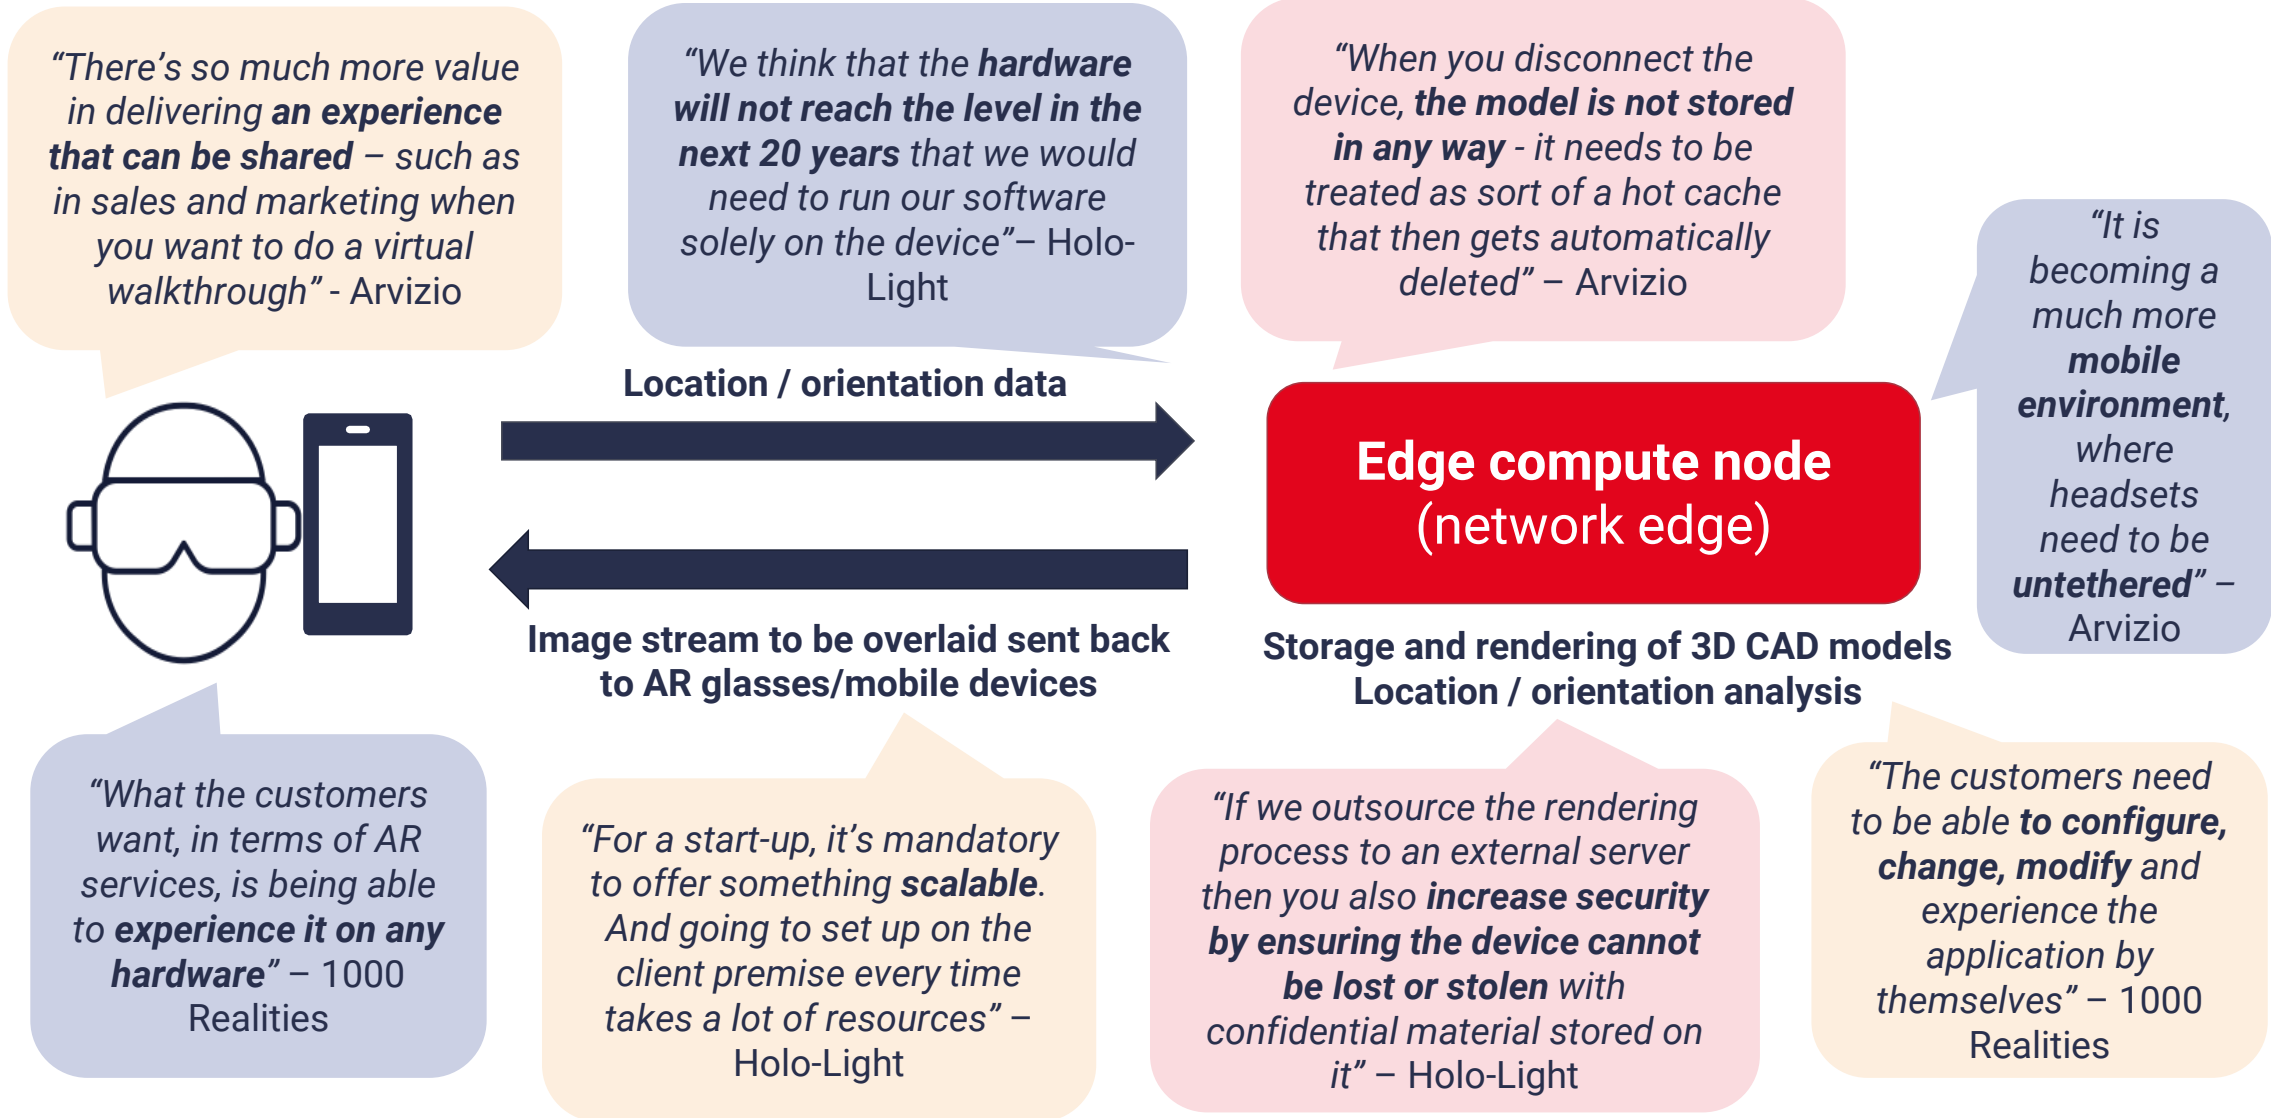 “There’s so much more value
in delivering an experience
that can be shared – such as
in sales and marketing when
you want to do a virtual
walkthrough” - Arvizio
“We think that the hardware
will not reach the level in the
next 20 years that we would
need to run our software
solely on the device”– Holo-
Light
“When you disconnect the
device, the model is not stored
in any way - it needs to be
treated as sort of a hot cache
that then gets automatically
deleted” – Arvizio
“It is
becoming a
much more
mobile
environment,
where
headsets
need to be
untethered” –
Arvizio
Location / orientation data
Edge compute node
(network edge)
Image stream to be overlaid sent back
to AR glasses/mobile devices
Storage and rendering of 3D CAD models
Location / orientation analysis
“What the customers
want, in terms of AR
services, is being able
to experience it on any
hardware” – 1000
Realities
“For a start-up, it’s mandatory
to offer something scalable.
And going to set up on the
client premise every time
takes a lot of resources” –
Holo-Light
“If we outsource the rendering
process to an external server
then you also increase security
by ensuring the device cannot
be lost or stolen with
confidential material stored on
it” – Holo-Light
“The customers need
to be able to configure,
change, modify and
experience the
application by
themselves” – 1000
Realities